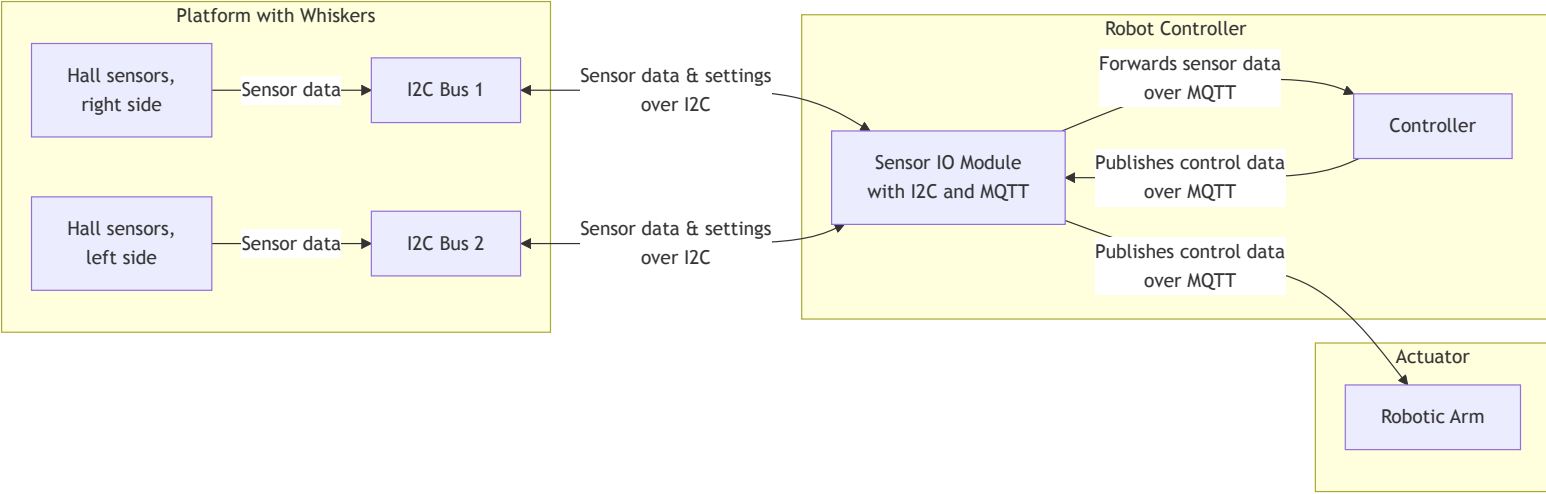 Platform with Whiskers
Hall sensors,
right side
Sensor data
I2C Bus 1
Sensor data & settings
over I2C
Hall sensors,
left side
Sensor data
I2C Bus 2
Sensor data & settings
over I2C
Robot Controller
Forwards sensor data
over MQTT
Controller
Sensor IO Module
with I2C and MQTT
Publishes control data
over MQTT
Publishes control data
over MQTT
Actuator
Robotic Arm